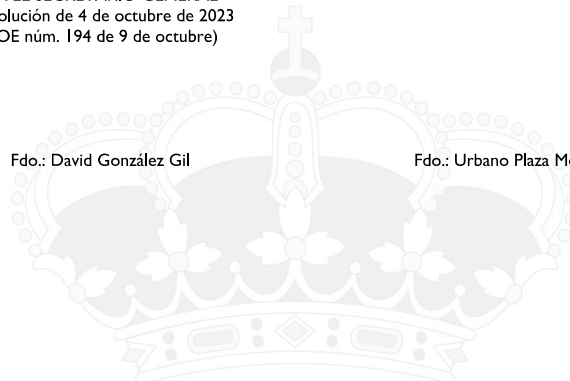 olución de 4 de octubre de 2023
OE núm. 194 de 9 de octubre)
Fdo.: David González Gil
Fdo.: Urbano Plaza M